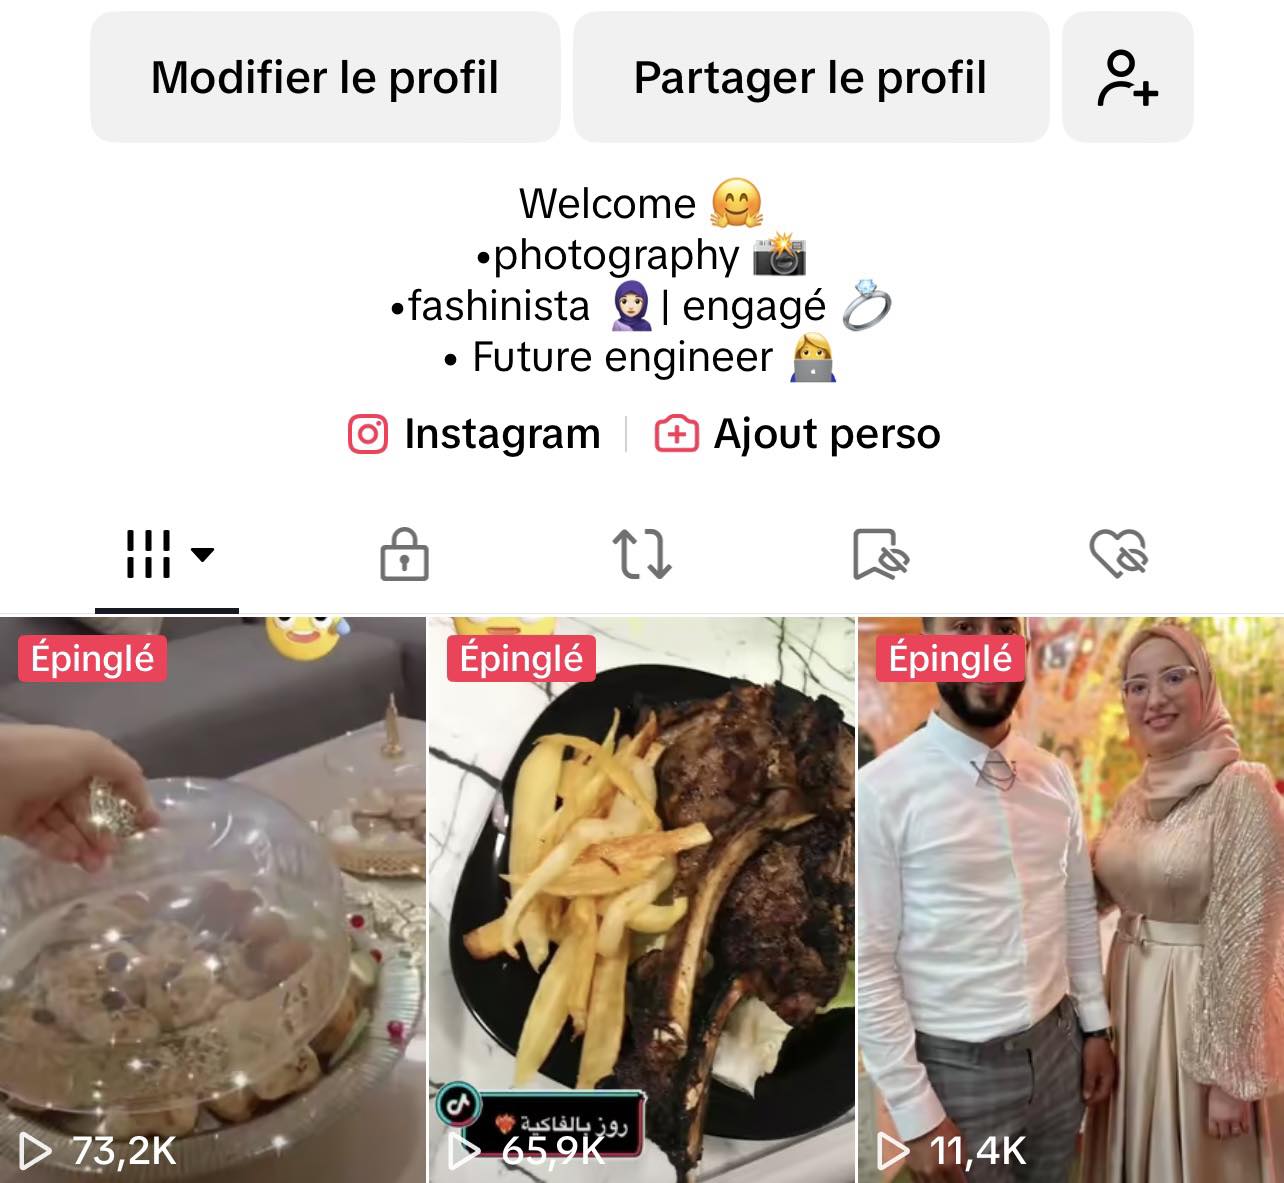 Modifier le profil
Partager le profil
Welcome 🤗
•photography 📸
•fashinista 🧕🏻| engagé 💍
• Future engineer 👩‍💻
Instagram
Ajout perso
Épinglé
Épinglé
Épinglé
روز بالفاكية ❤️‍🔥
73,2K
65,9K
11,4K